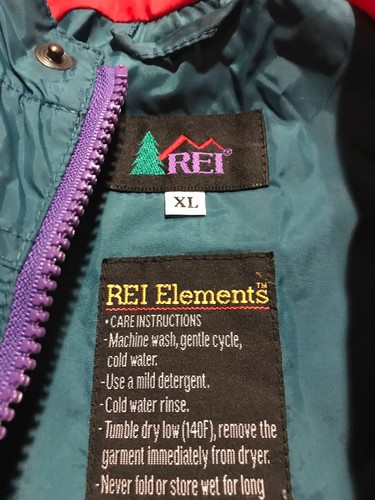 REI®
XL
REI Elements™
• CARE INSTRUCTIONS
- Machine wash, gentle cycle,
cold water.
- Use a mild detergent.
- Cold water rinse.
- Tumble dry low (140F), remove the
garment immediately from dryer.
- Never fold or store wet for long